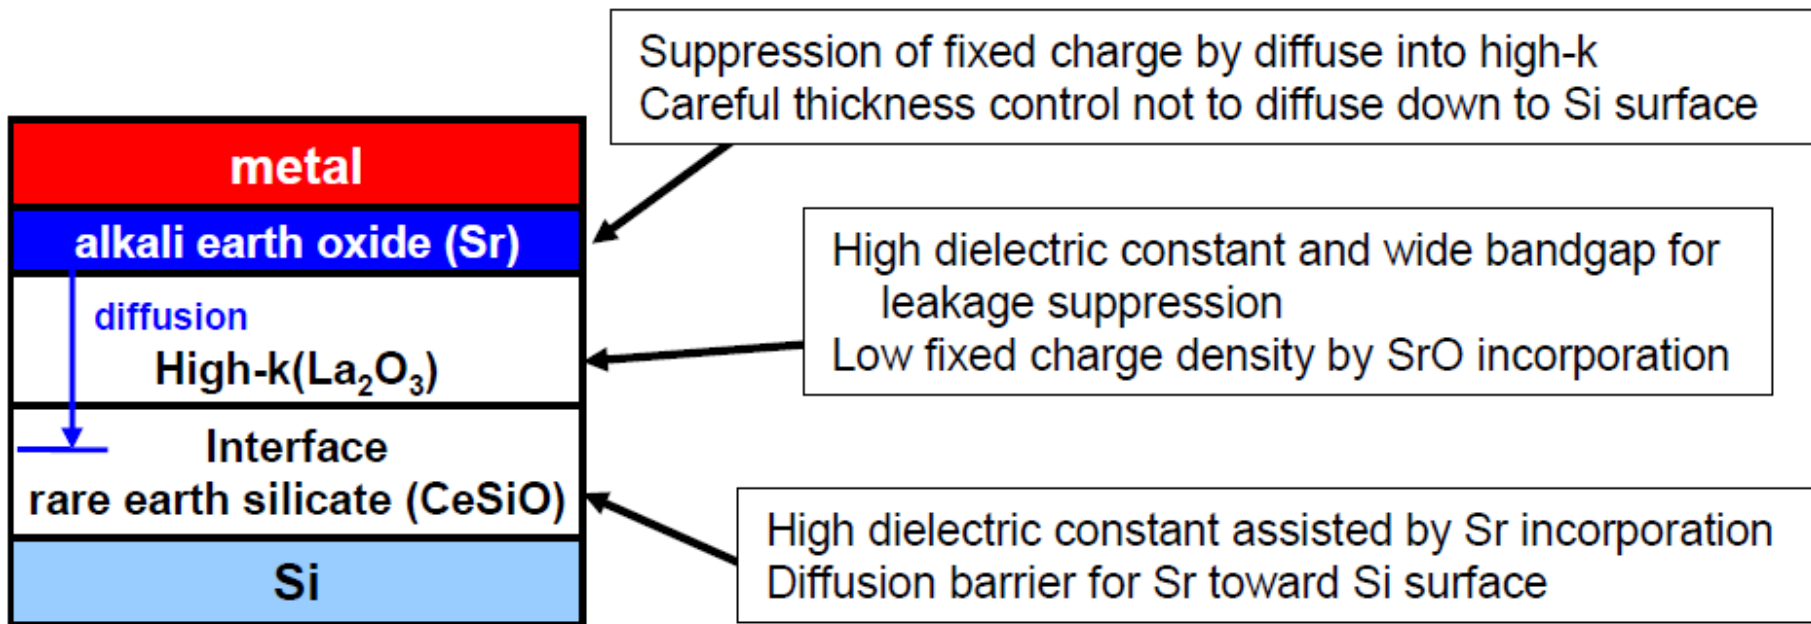 Suppression of fixed charge by diffuse into high-k
Careful thickness control not to diffuse down to Si surface
metal
alkali earth oxide (Sr)
High dielectric constant and wide bandgap for
leakage suppression
Low fixed charge density by SrO incorporation
diffusion
High-k(La₂O₃)
Interface
rare earth silicate (CeSiO)
High dielectric constant assisted by Sr incorporation
Diffusion barrier for Sr toward Si surface
Si